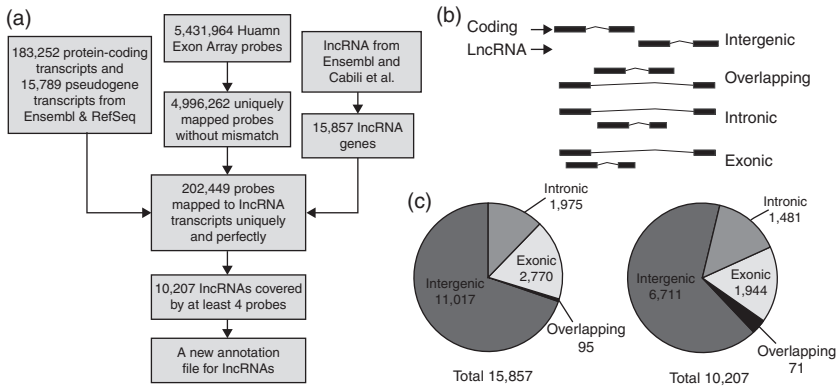 (a)
183,252 protein-coding
transcripts and
15,789 pseudogene
transcripts from
Ensembl & RefSeq
5,431,964 Huamn
Exon Array probes
lncRNA from
Ensembl and
Cabili et al.
4,996,262 uniquely
mapped probes
without mismatch
15,857 lncRNA
genes
202,449 probes
mapped to lncRNA
transcripts uniquely
and perfectly
10,207 lncRNAs covered
by at least 4 probes
A new annotation
file for lncRNAs
(b)
Coding
LncRNA
Intergenic
Overlapping
Intronic
Exonic
(c)
Intronic
1,975
Exonic
2,770
Intergenic
11,017
Overlapping
95
Total 15,857
Intronic
1,481
Exonic
1,944
Intergenic
6,711
Overlapping
71
Total 10,207